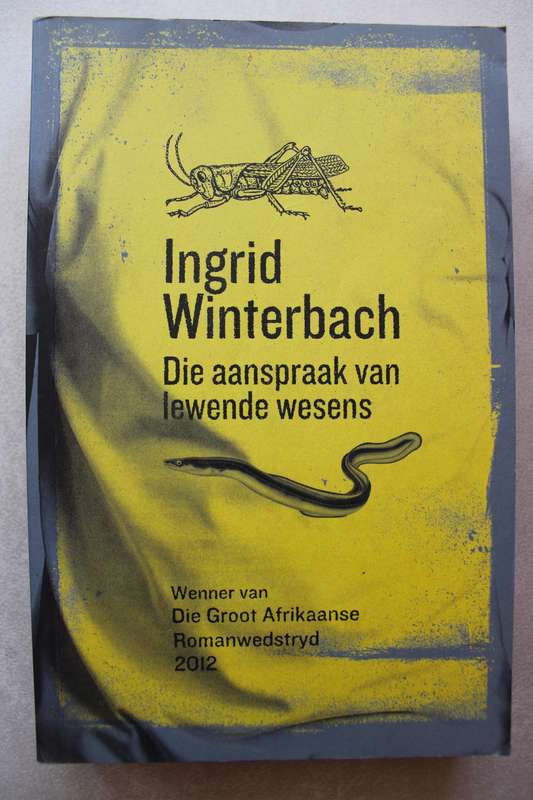 Ingrid
Winterbach
Die aanspraak van
lewende wesens
Wenner van
Die Groot Afrikaanse
Romanwedstryd
2012